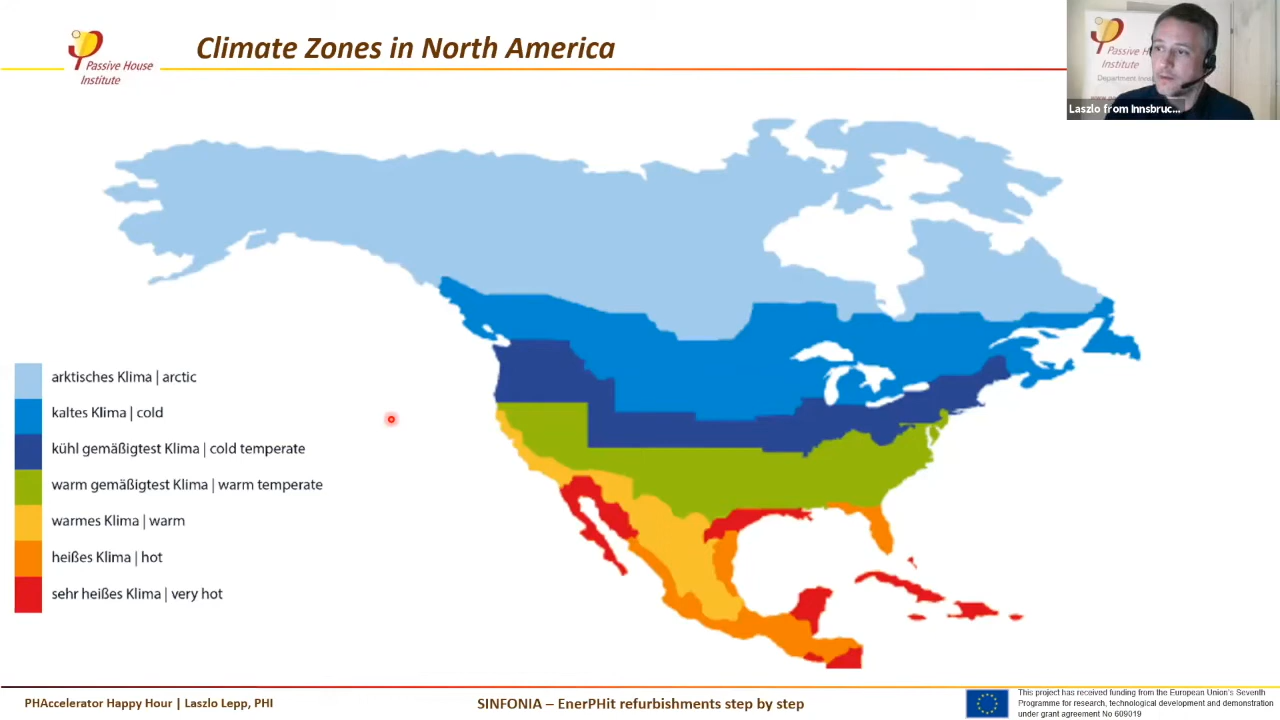 Passive House
Institute
Climate Zones in North America
Passive H
Institute
Laszlo from Innsbruc...
arktisches Klima | arctic
kaltes Klima | cold
kühl gemäßigtest Klima | cold temperate
warm gemäßigtest Klima | warm temperate
warmes Klima | warm
heißes Klima | hot
sehr heißes Klima | very hot
PHAccelerator Happy Hour | Laszlo Lepp, PHI
SINFONIA – EnerPHit refurbishments step by step
This project has received funding from the European Union's Seventh
Programme for research, technological development and demonstration
under grant agreement No 609019